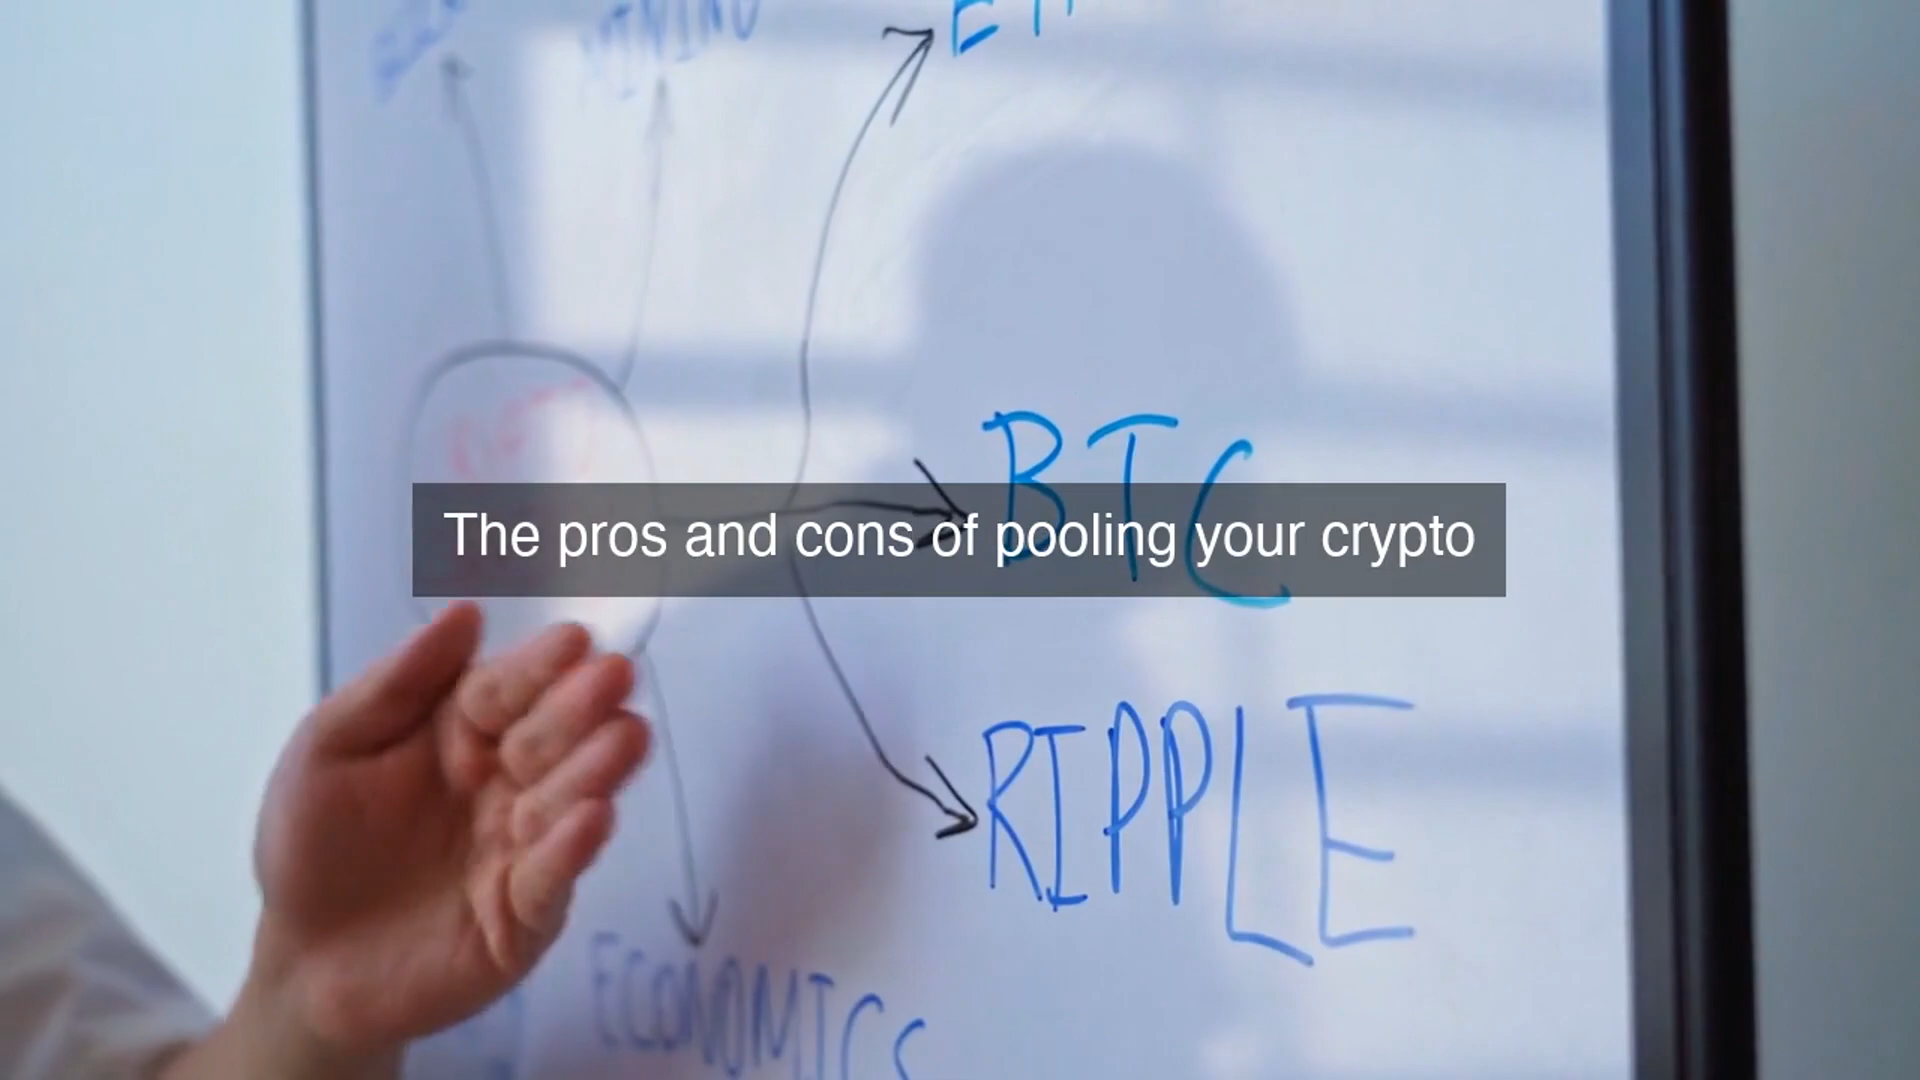 MINING
The pros and cons of pooling your crypto
BTC
RIPPLE
ECONOMICS